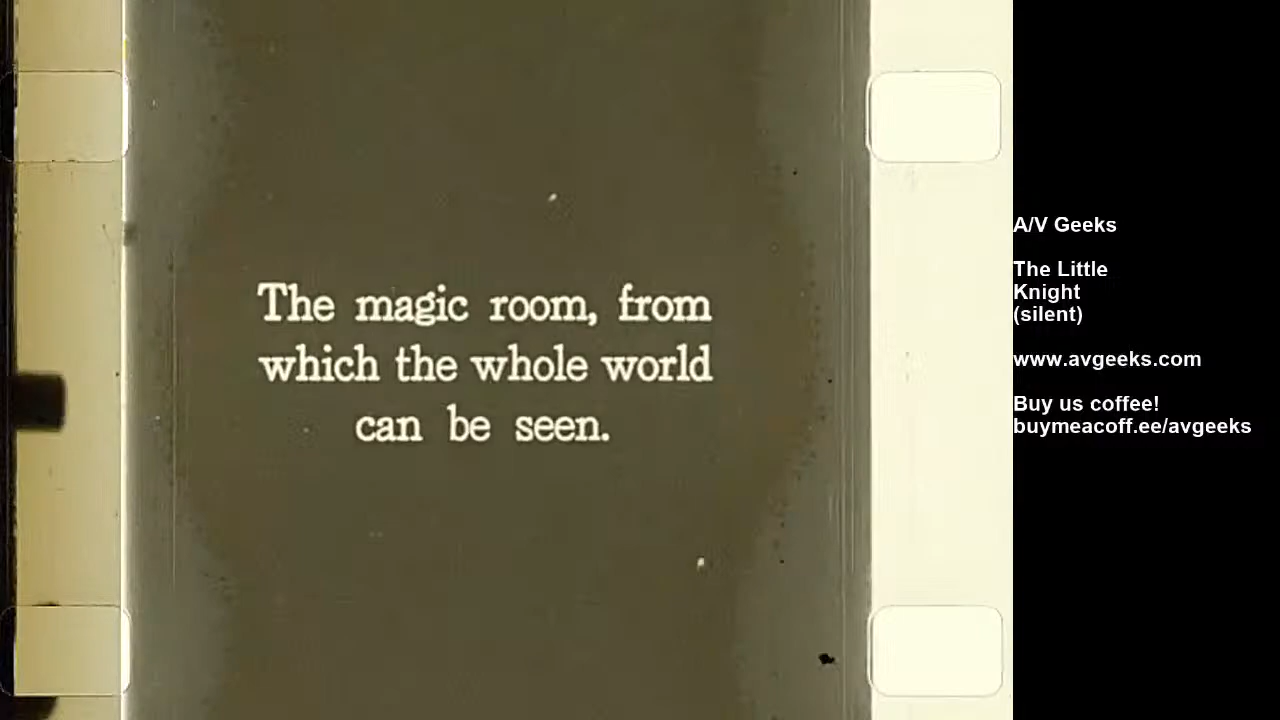 The magic room, from
which the whole world
can be seen.
A/V Geeks
The Little
Knight
(silent)
www.avgeeks.com
Buy us coffee!
buymeacoff.ee/avgeeks